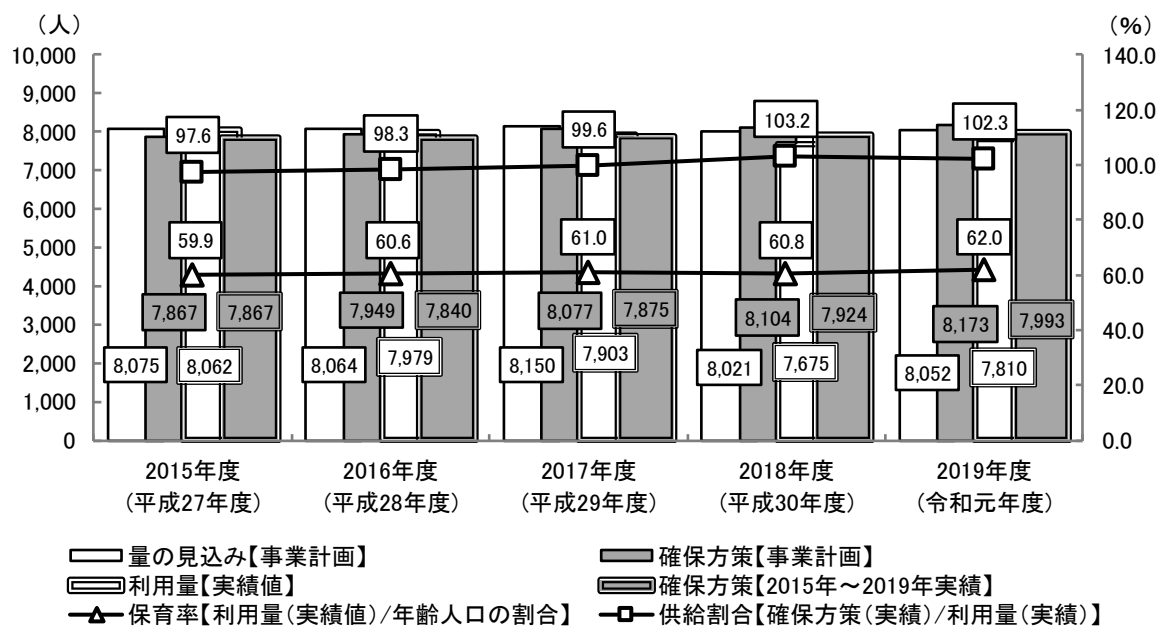 （人）
（%）
10,000
9,000
8,000
7,000
6,000
5,000
4,000
3,000
2,000
1,000
0
140.0
120.0
100.0
80.0
60.0
40.0
20.0
0.0
97.6
98.3
99.6
103.2
102.3
59.9
60.6
61.0
60.8
62.0
7,867
7,867
7,949
7,840
8,077
7,875
8,104
7,924
8,173
7,993
8,075
8,062
8,064
7,979
8,150
7,903
8,021
7,675
8,052
7,810
2015年度
（平成27年度）
2016年度
（平成28年度）
2017年度
（平成29年度）
2018年度
（平成30年度）
2019年度
（令和元年度）
量の見込み【事業計画】
確保方策【事業計画】
利用量【実績値】
確保方策【2015年～2019年実績】
保育率【利用量（実績値）/年齢人口の割合】
供給割合【確保方策（実績）/利用量（実績）】